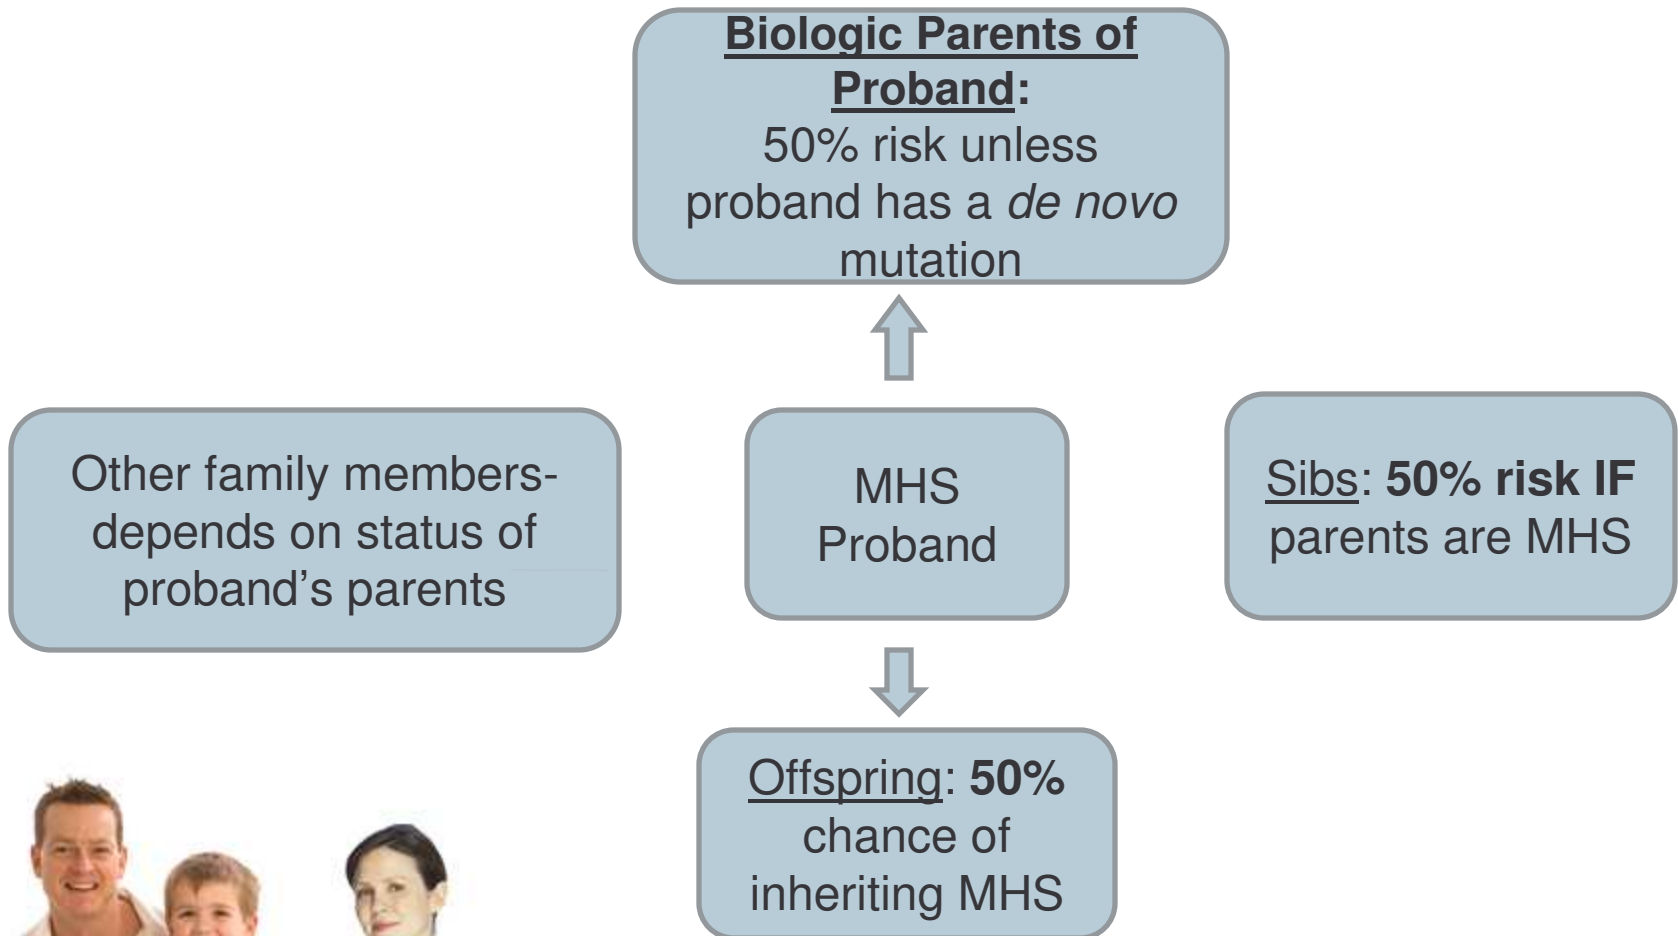 Biologic Parents of
Proband:
50% risk unless
proband has a de novo
mutation
Other family members-
depends on status of
proband’s parents
MHS
Proband
Sibs: 50% risk IF
parents are MHS
Offspring: 50%
chance of
inheriting MHS